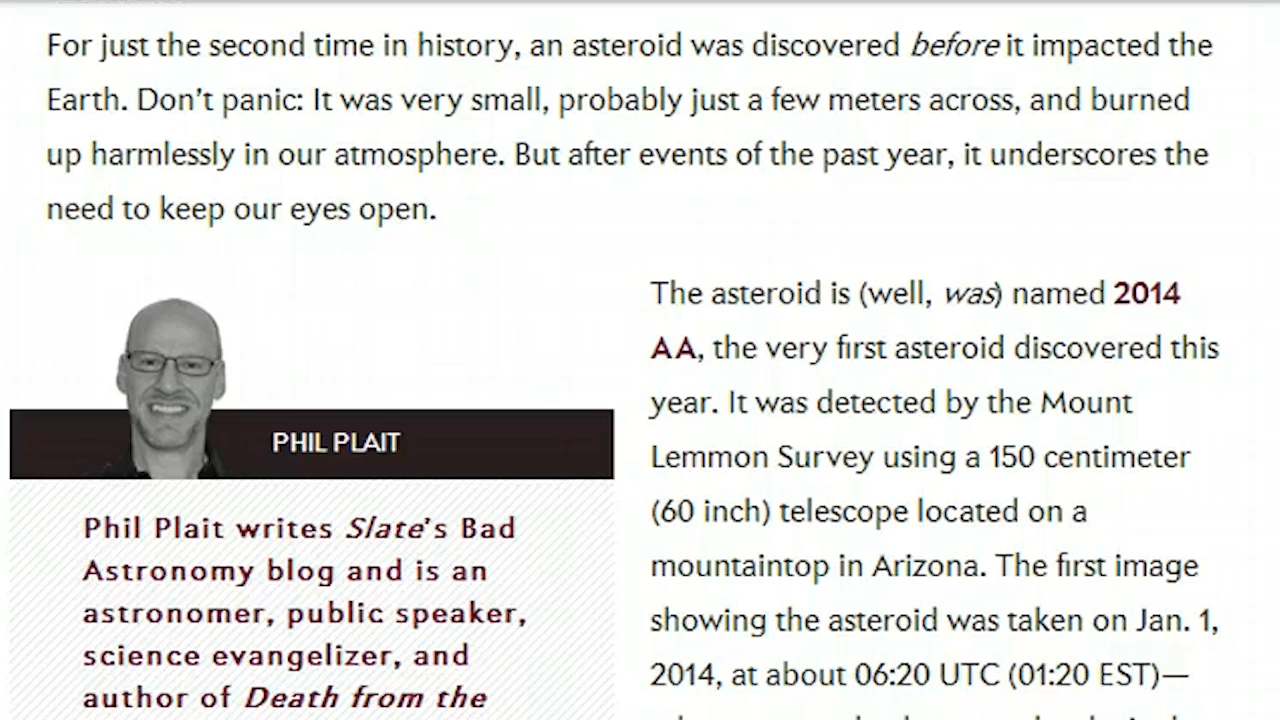 For just the second time in history, an asteroid was discovered before it impacted the
Earth. Don't panic: It was very small, probably just a few meters across, and burned
up harmlessly in our atmosphere. But after events of the past year, it underscores the
need to keep our eyes open.
PHIL PLAIT
Phil Plait writes Slate's Bad
Astronomy blog and is an
astronomer, public speaker,
science evangelizer, and
author of Death from the
The asteroid is (well, was) named 2014
AA, the very first asteroid discovered this
year. It was detected by the Mount
Lemmon Survey using a 150 centimeter
(60 inch) telescope located on a
mountaintop in Arizona. The first image
showing the asteroid was taken on Jan. 1,
2014, at about 06:20 UTC (01:20 EST)—